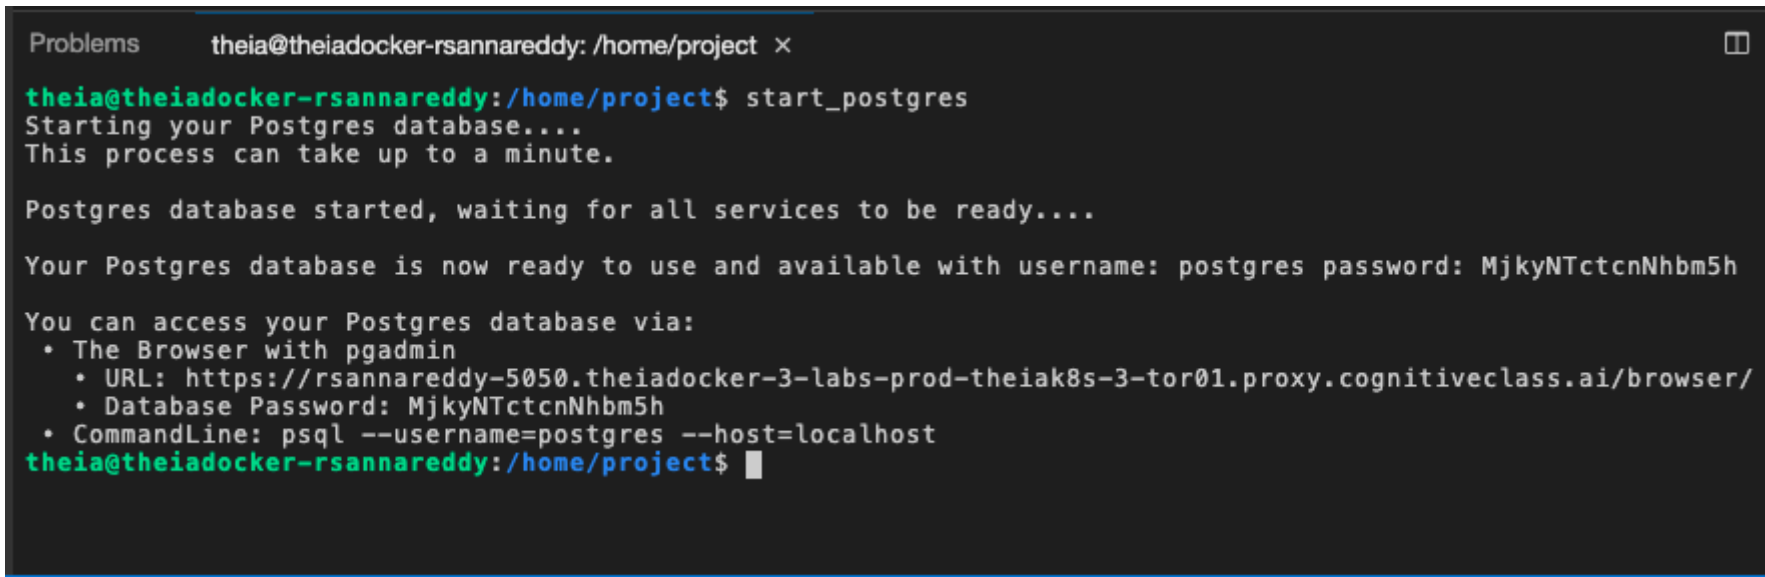 Problems theia@theiadocker-rsannareddy: /home/project ×
theia@theiadocker-rsannareddy:/home/project$ start_postgres
Starting your Postgres database....
This process can take up to a minute.
Postgres database started, waiting for all services to be ready....
Your Postgres database is now ready to use and available with username: postgres password: MjkyNTctcnNhbm5h
You can access your Postgres database via:
• The Browser with pgadmin
• URL: https://rsannareddy-5050.theiadocker-3-labs-prod-theiak8s-3-tor01.proxy.cognitiveclass.ai/browser/
• Database Password: MjkyNTctcnNhbm5h
• CommandLine: psql --username=postgres --host=localhost
theia@theiadocker-rsannareddy:/home/project$